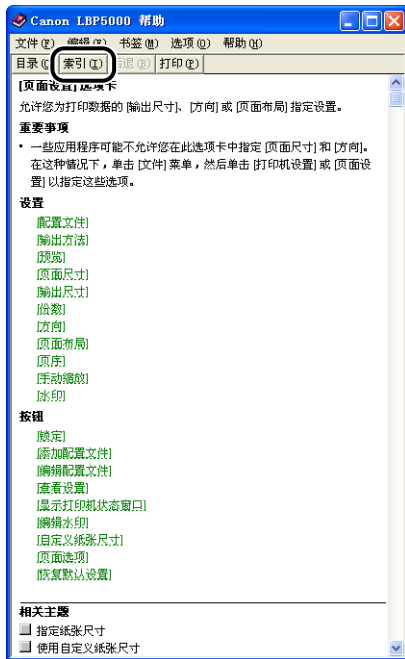 Canon LBP5000 帮助
文件(F) 编辑(E) 书签(M) 选项(O) 帮助(H)
目录(C) 索引(I) 后退(B) 打印(P)
[页面设置]选项卡
允许您为打印数据的 [输出尺寸]、[方向] 或 [页面布局] 指定设置。
重要事项
• 一些应用程序可能不允许您在此选项卡中指定 [页面尺寸] 和 [方向]。
在这种情况下，单击 [文件] 菜单，然后单击 [打印机设置] 或 [页面设
置] 以指定这些选项。
设置
[配置文件]
[输出方法]
[预览]
[页面尺寸]
[输出尺寸]
[份数]
[方向]
[页面布局]
[页序]
[手动缩放]
[水印]
按钮
[锁定]
[添加配置文件]
[编辑配置文件]
[查看设置]
[显示打印机状态窗口]
[编辑水印]
[自定义纸张尺寸]
[页面选项]
[恢复默认设置]
相关主题
指定纸张尺寸
使用自定义纸张尺寸